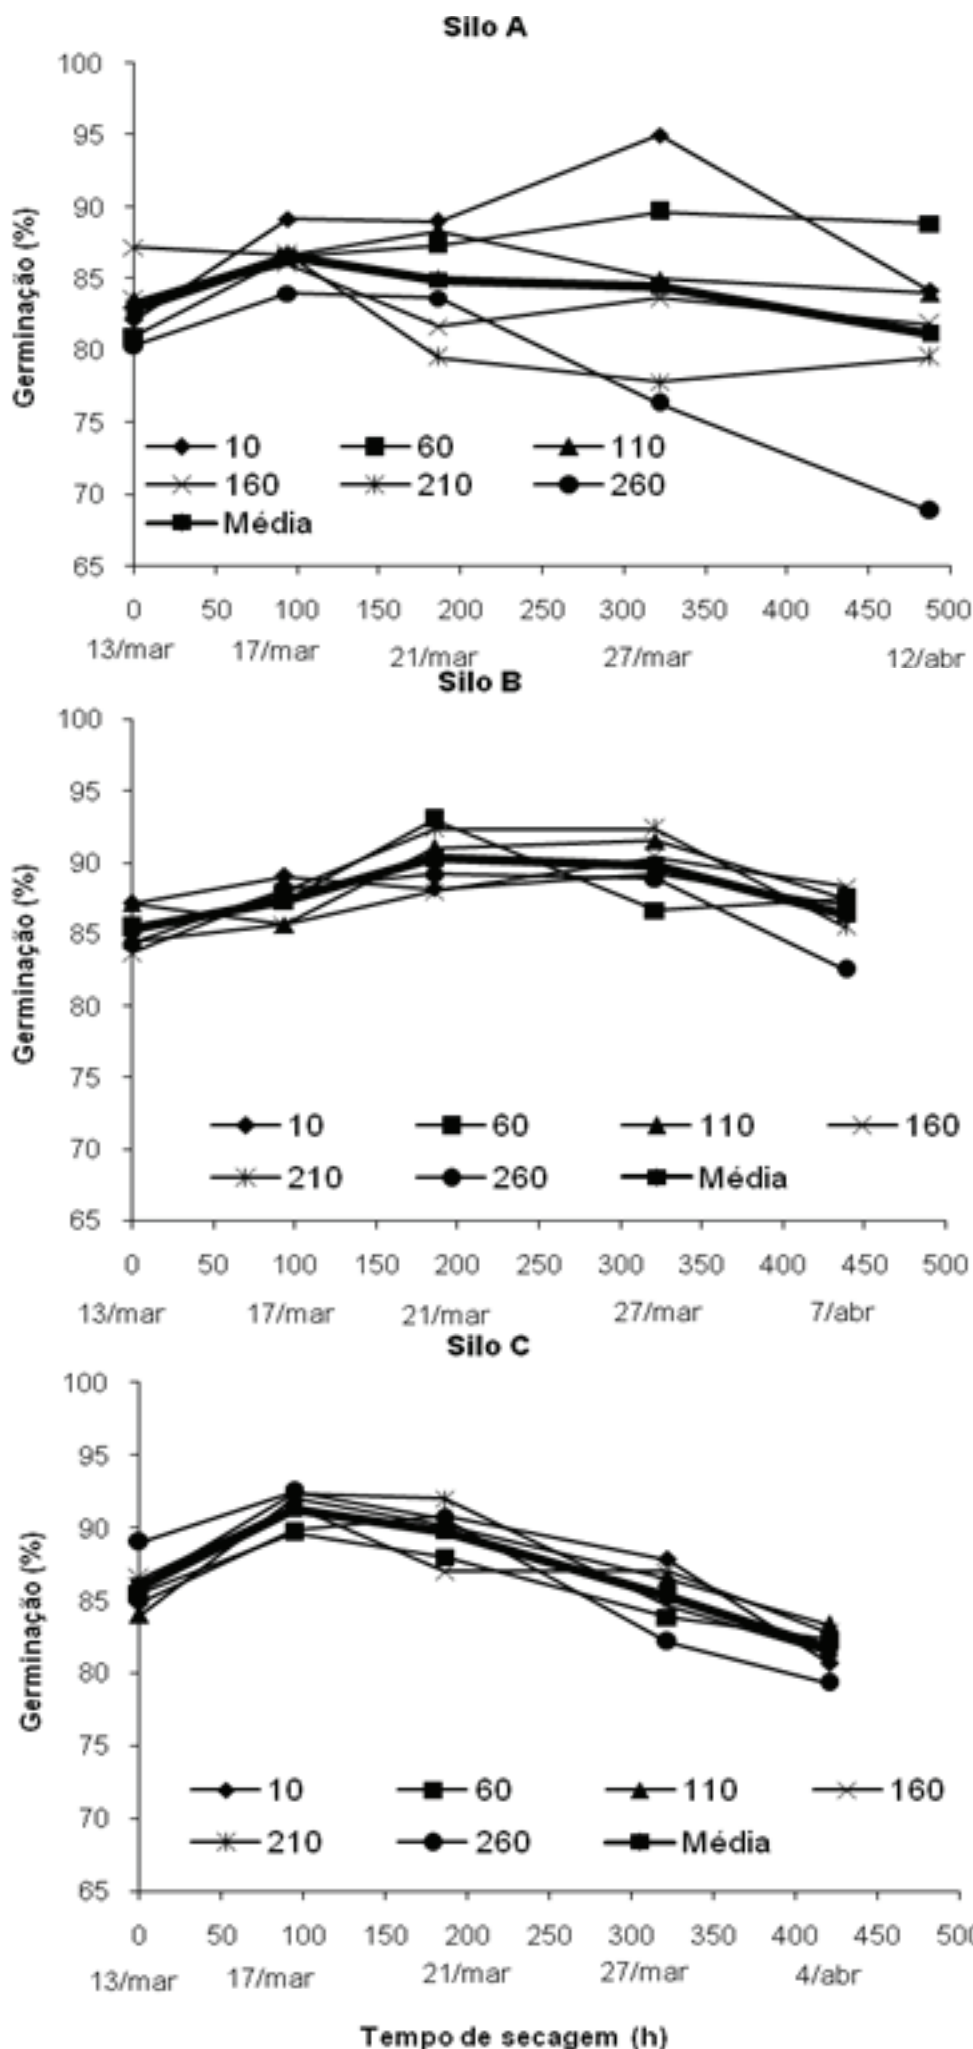 Silo A
100
95
90
85
80
75
70
65
Germinação (%)
10 60 110
160 210 260
Média
0 50 100 150 200 250 300 350 400 450 500
13/mar 17/mar 21/mar 27/mar 12/abr
Silo B
100
95
90
85
80
75
70
65
Germinação (%)
10 60 110 160
210 260 Média
0 50 100 150 200 250 300 350 400 450 500
13/mar 17/mar 21/mar 27/mar 7/abr
Silo C
100
95
90
85
80
75
70
65
Germinação (%)
10 60 110 160
210 260 Média
0 50 100 150 200 250 300 350 400 450 500
13/mar 17/mar 21/mar 27/mar 4/abr
Tempo de secagem (h)